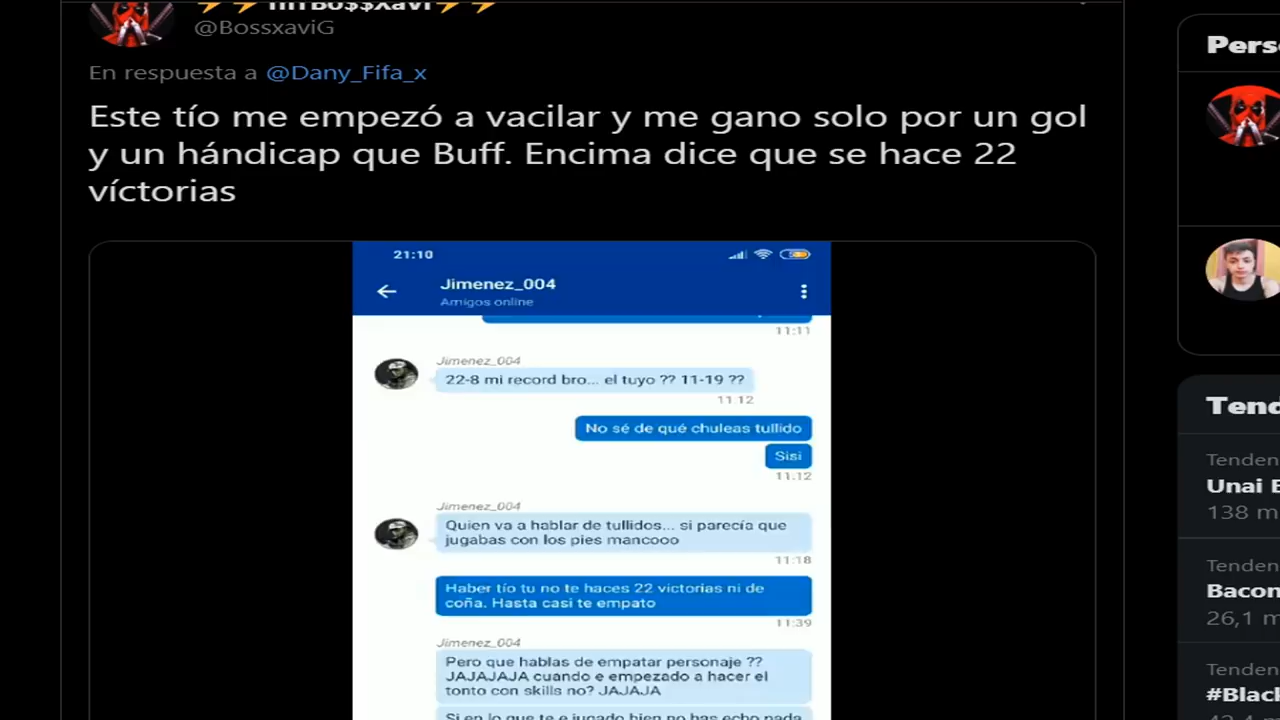 @BossxaviG
En respuesta a @Dany_Fifa_x
Este tío me empezó a vacilar y me gano solo por un gol
y un hándicap que Buff. Encima dice que se hace 22
víctorias
21:10
Jimenez_004
Amigos online
11:11
Jimenez_004
22-8 mi record bro... el tuyo ?? 11-19 ??
11:12
No sé de qué chuleas tullido
Sisi
11:12
Jimenez_004
Quien va a hablar de tullidos... si parecía que
jugabas con los pies mancooo
11:18
Haber tío tu no te haces 22 victorias ni de
coña. Hasta casi te empato
11:39
Jimenez_004
Pero que hablas de empatar personaje ??
JAJAJAJA cuando e empezado a hacer el
tonto con skills no? JAJAJA
Si en lo que te e jugado bien no has echo nada
Pers
Tend
Tenden
Unai E
138 m
Tenden
Bacon
26,1 m
Tenden
#Black